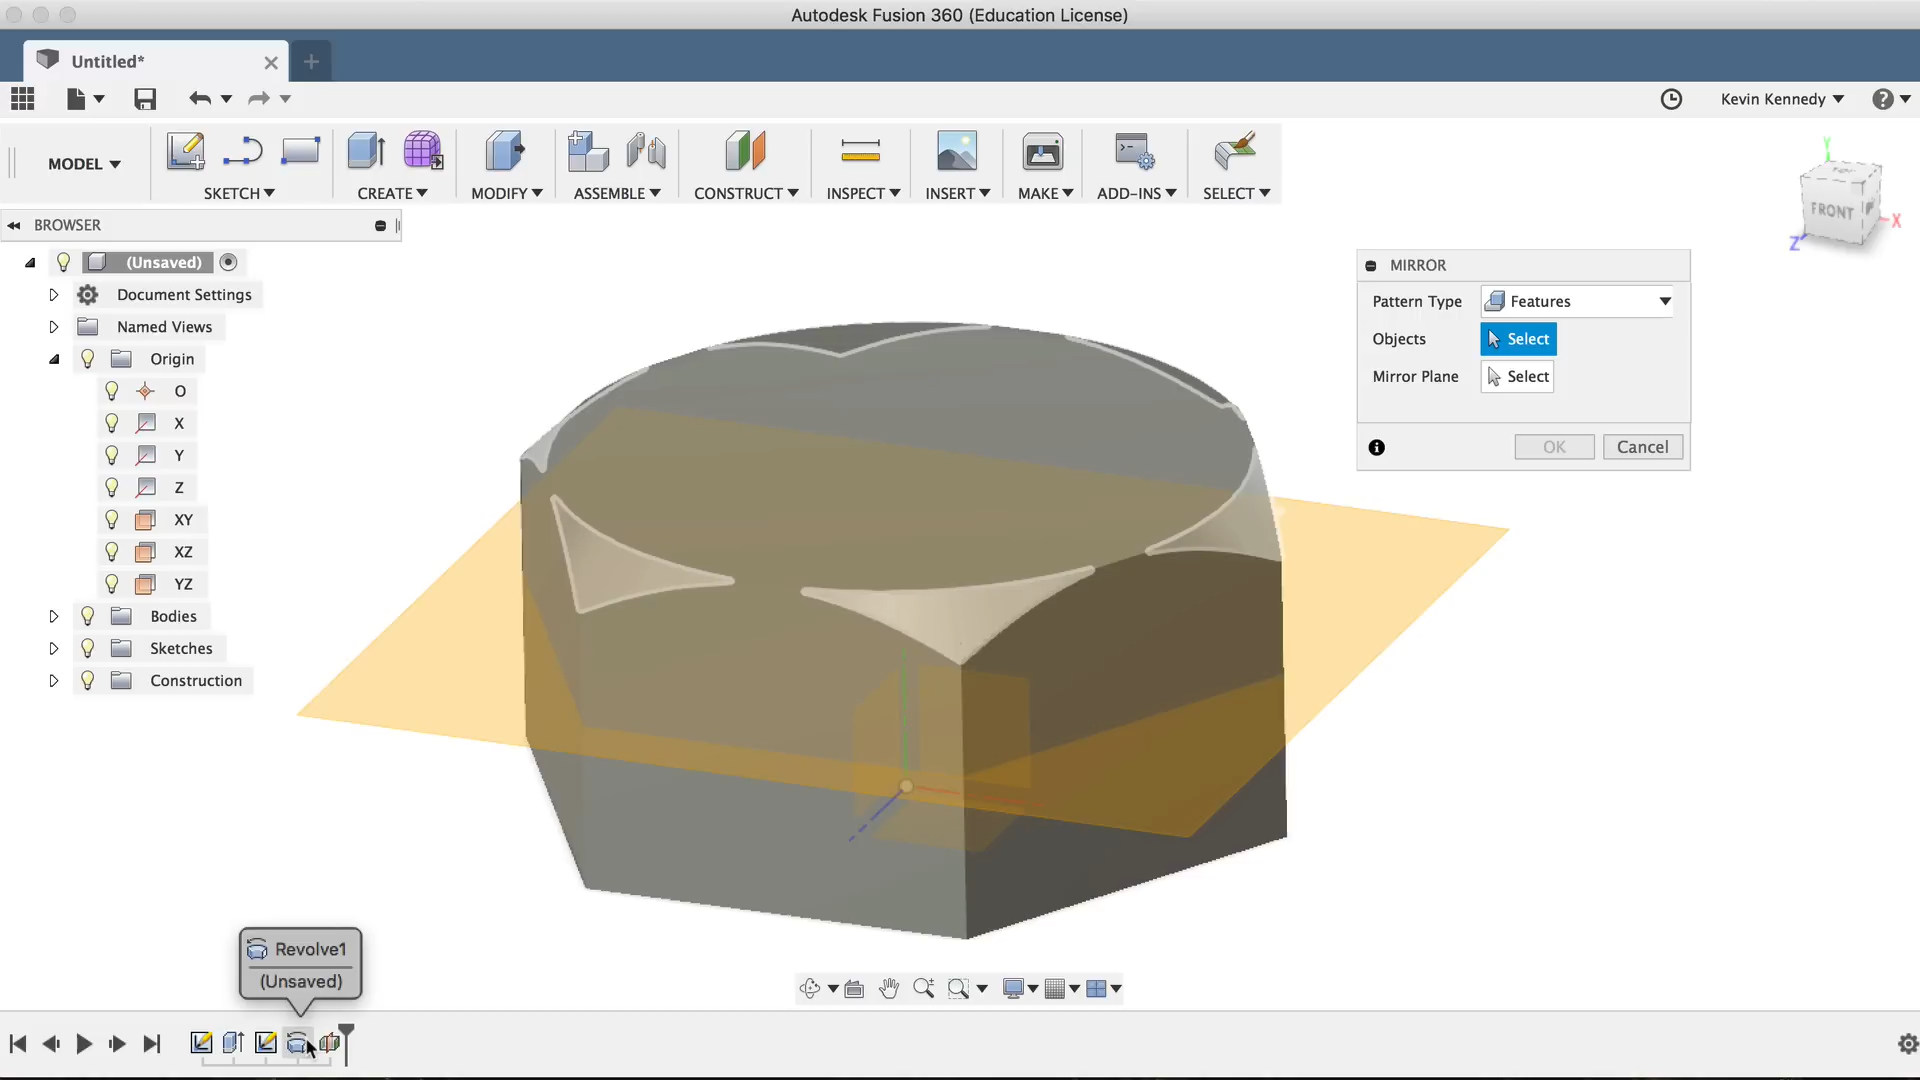 Autodesk Fusion 360 (Education License)
Untitled*
Kevin Kennedy
MODEL
SKETCH
CREATE
MODIFY
ASSEMBLE
CONSTRUCT
INSPECT
INSERT
MAKE
ADD-INS
SELECT
BROWSER
(Unsaved)
Document Settings
Named Views
Origin
O
X
Y
Z
XY
XZ
YZ
Bodies
Sketches
Construction
Y
TOP
FRONT
X
Z
MIRROR
Pattern Type Features
Objects Select
Mirror Plane Select
OK Cancel
Revolve1
(Unsaved)